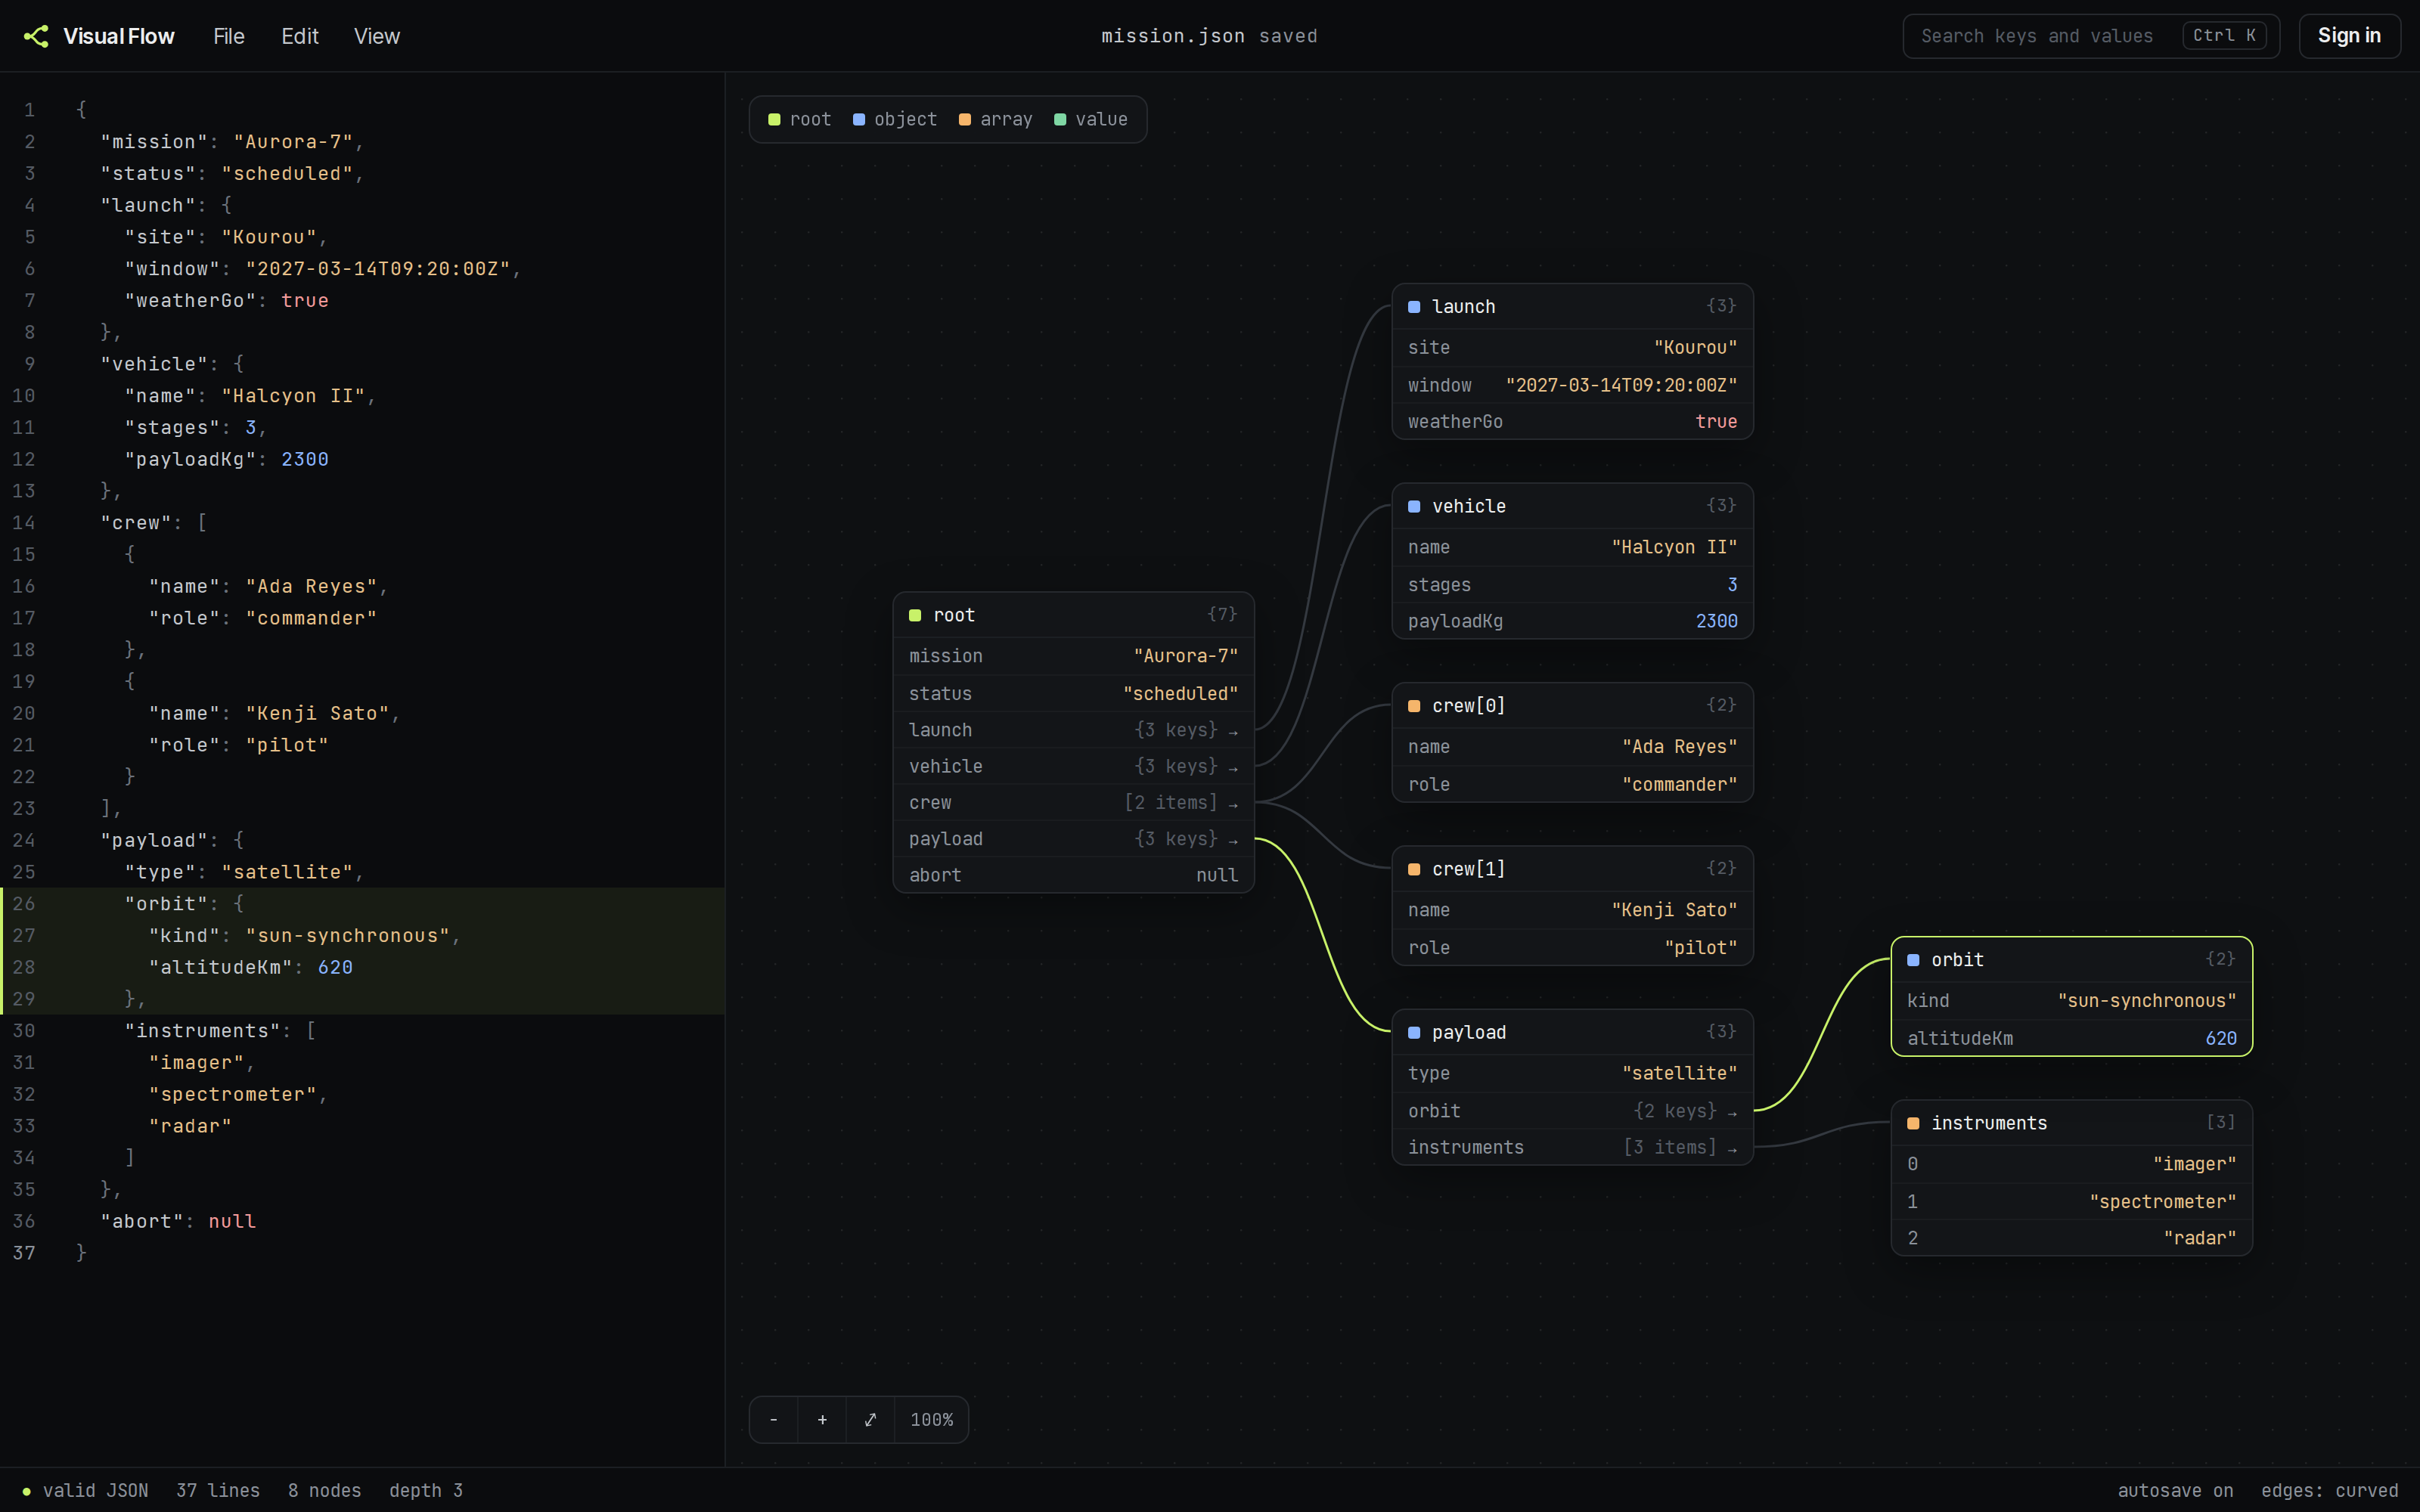 Visual Flow File Edit View mission.json saved Search keys and values Ctrl K Sign in
1 {
2 "mission": "Aurora-7",
3 "status": "scheduled",
4 "launch": {
5 "site": "Kourou",
6 "window": "2027-03-14T09:20:00Z",
7 "weatherGo": true
8 },
9 "vehicle": {
10 "name": "Halcyon II",
11 "stages": 3,
12 "payloadKg": 2300
13 },
14 "crew": [
15 {
16 "name": "Ada Reyes",
17 "role": "commander"
18 },
19 {
20 "name": "Kenji Sato",
21 "role": "pilot"
22 }
23 ],
24 "payload": {
25 "type": "satellite",
26 "orbit": {
27 "kind": "sun-synchronous",
28 "altitudeKm": 620
29 },
30 "instruments": [
31 "imager",
32 "spectrometer",
33 "radar"
34 ]
35 },
36 "abort": null
37 }
root object array value
root {7}
mission "Aurora-7"
status "scheduled"
launch {3 keys} →
vehicle {3 keys} →
crew [2 items] →
payload {3 keys} →
abort null
launch {3}
site "Kourou"
window "2027-03-14T09:20:00Z"
weatherGo true
vehicle {3}
name "Halcyon II"
stages 3
payloadKg 2300
crew[0] {2}
name "Ada Reyes"
role "commander"
crew[1] {2}
name "Kenji Sato"
role "pilot"
payload {3}
type "satellite"
orbit {2 keys} →
instruments [3 items] →
orbit {2}
kind "sun-synchronous"
altitudeKm 620
instruments [3]
0 "imager"
1 "spectrometer"
2 "radar"
- + ⤢ 100%
valid JSON 37 lines 8 nodes depth 3 autosave on edges: curved